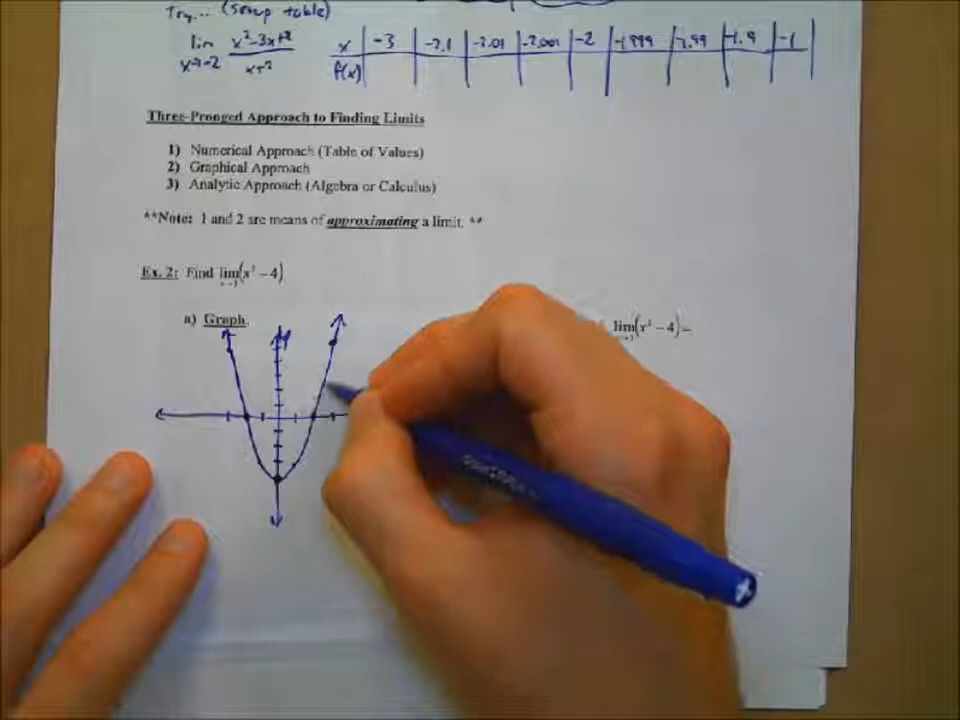 Try... (setup table)
lim x→-2 x²-3x+2 / x+2
x -3 -2.1 -2.01 -2.001 -2 -1.999 -1.99 -1.9 -1
f(x)
Three-Pronged Approach to Finding Limits
1) Numerical Approach (Table of Values)
2) Graphical Approach
3) Analytic Approach (Algebra or Calculus)
**Note: 1 and 2 are means of approximating a limit. **
Ex. 2: Find lim(x² - 4)
a) Graph.
lim(x² - 4) =